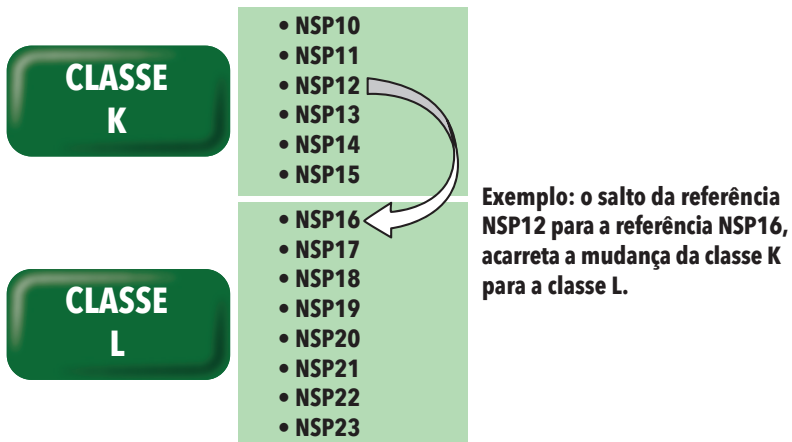 CLASSE
K
• NSP10
• NSP11
• NSP12
• NSP13
• NSP14
• NSP15
CLASSE
L
• NSP16
• NSP17
• NSP18
• NSP19
• NSP20
• NSP21
• NSP22
• NSP23
Exemplo: o salto da referência
NSP12 para a referência NSP16,
acarreta a mudança da classe K
para a classe L.